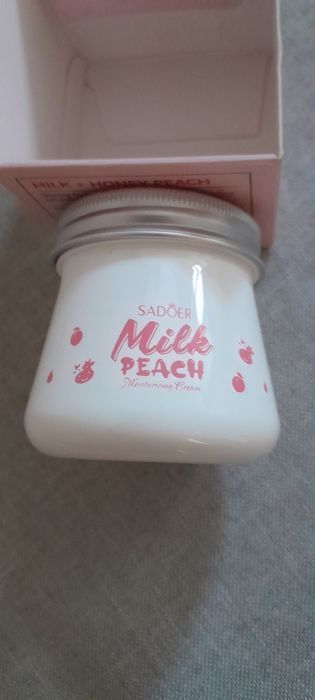 MILK + HONEY PEACH
SADOER
Milk
PEACH
Moisturizing Cream